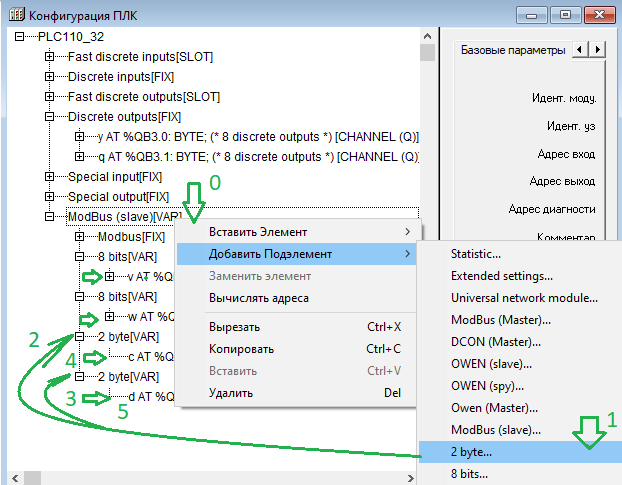 Конфигурация ПЛК
PLC110_32
Fast discrete inputs[SLOT]
Discrete inputs[FIX]
Fast discrete outputs[SLOT]
Discrete outputs[FIX]
y AT %QB3.0: BYTE; (* 8 discrete outputs *) [CHANNEL (Q)]
q AT %QB3.1: BYTE; (* 8 discrete outputs *) [CHANNEL (Q)]
Special input[FIX]
Special output[FIX]
ModBus (slave)[VAR]
Modbus[FIX]
8 bits[VAR]
v AT %Q
8 bits[VAR]
w AT %Q
2 byte[VAR]
c AT %Q
2 byte[VAR]
d AT %Q
0
2
4
3
5
1
Вставить Элемент
Добавить Подэлемент
Заменить элемент
Вычислять адреса
Вырезать Ctrl+X
Копировать Ctrl+C
Вставить Ctrl+V
Удалить Del
Statistic...
Extended settings...
Universal network module...
ModBus (Master)...
DCON (Master)...
OWEN (slave)...
OWEN (spy)...
Owen (Master)...
ModBus (slave)...
2 byte...
8 bits...
Базовые параметры
Идент. моду.
Идент. уз
Адрес вход
Адрес выход
Адрес диагности
Комментар